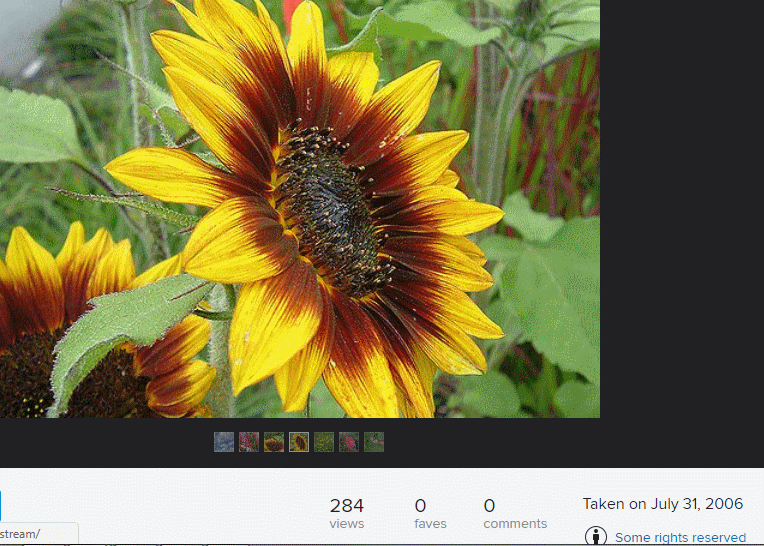 284 0 0 Taken on July 31, 2006
views faves comments
stream/ Some rights reserved